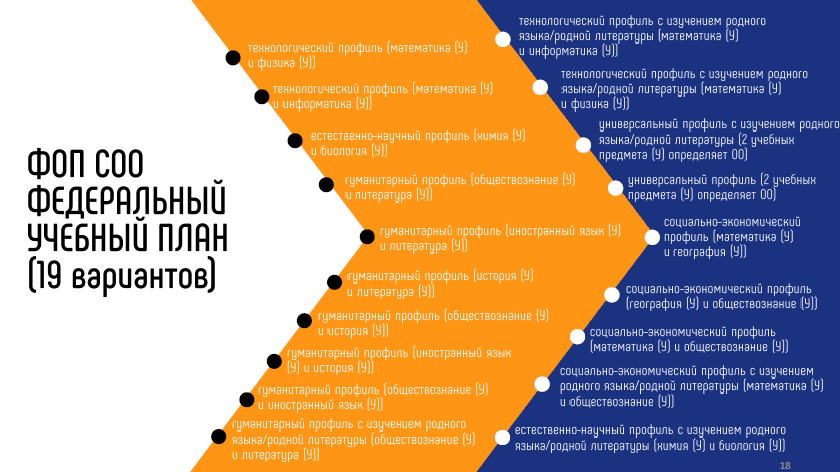 ФОП СОО
ФЕДЕРАЛЬНЫЙ
УЧЕБНЫЙ ПЛАН
(19 вариантов)
технологический профиль (математика (У)
и физика (У))
технологический профиль (математика (У)
и информатика (У))
естественно-научный профиль (химия (У)
и биология (У))
гуманитарный профиль (обществознание (У)
и литература (У))
гуманитарный профиль (иностранный язык (У)
и литература (У))
гуманитарный профиль (история (У)
и литература (У))
гуманитарный профиль (обществознание (У)
и история (У))
гуманитарный профиль (иностранный язык
(У) и история (У))
гуманитарный профиль (обществознание (У)
и иностранный язык (У))
гуманитарный профиль с изучением родного
языка/родной литературы (обществознание (У)
и литература (У))
технологический профиль с изучением родного
языка/родной литературы (математика (У)
и информатика (У))
технологический профиль с изучением родного
языка/родной литературы (математика (У)
и физика (У))
универсальный профиль с изучением родного
языка/родной литературы (2 учебных
предмета (У) определяет ОО)
универсальный профиль (2 учебных
предмета (У) определяет ОО)
социально-экономический
профиль (математика (У)
и география (У))
социально-экономический профиль
(география (У) и обществознание (У))
социально-экономический профиль
(математика (У) и обществознание (У))
социально-экономический профиль с изучением
родного языка/родной литературы (математика (У)
и обществознание (У))
естественно-научный профиль с изучением родного
языка/родной литературы (химия (У) и биология (У))
18